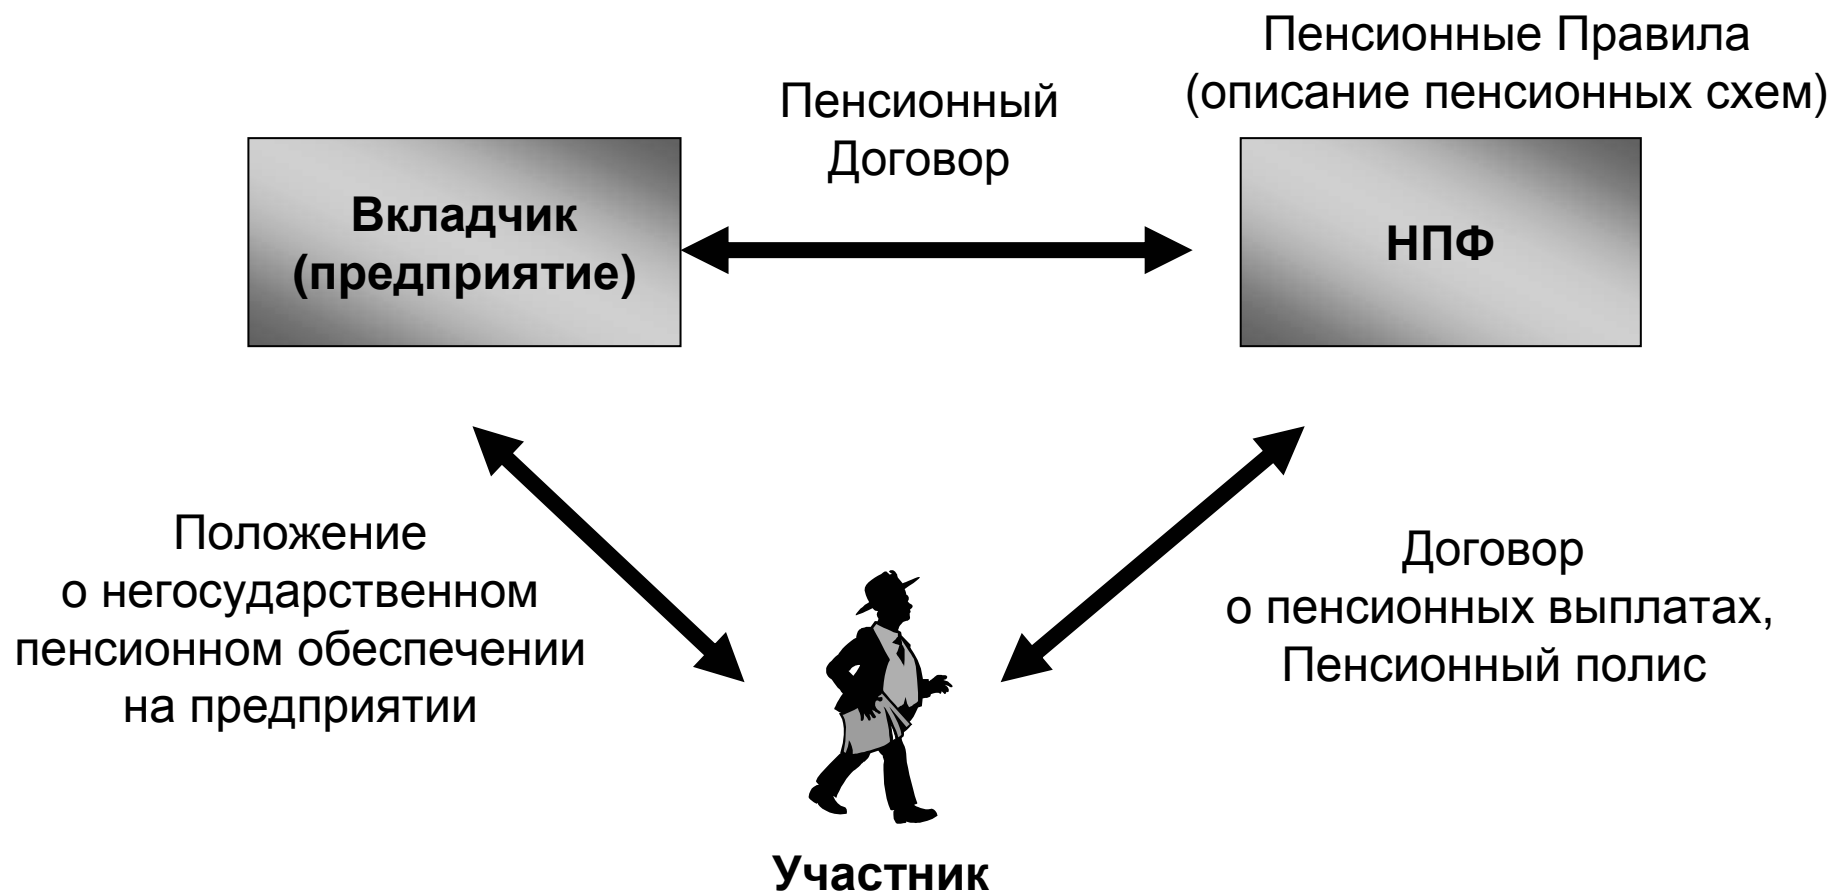 Пенсионные Правила
(описание пенсионных схем)
Пенсионный
Договор
Вкладчик
(предприятие)
НПФ
Положение
о негосударственном
пенсионном обеспечении
на предприятии
Договор
о пенсионных выплатах,
Пенсионный полис
Участник